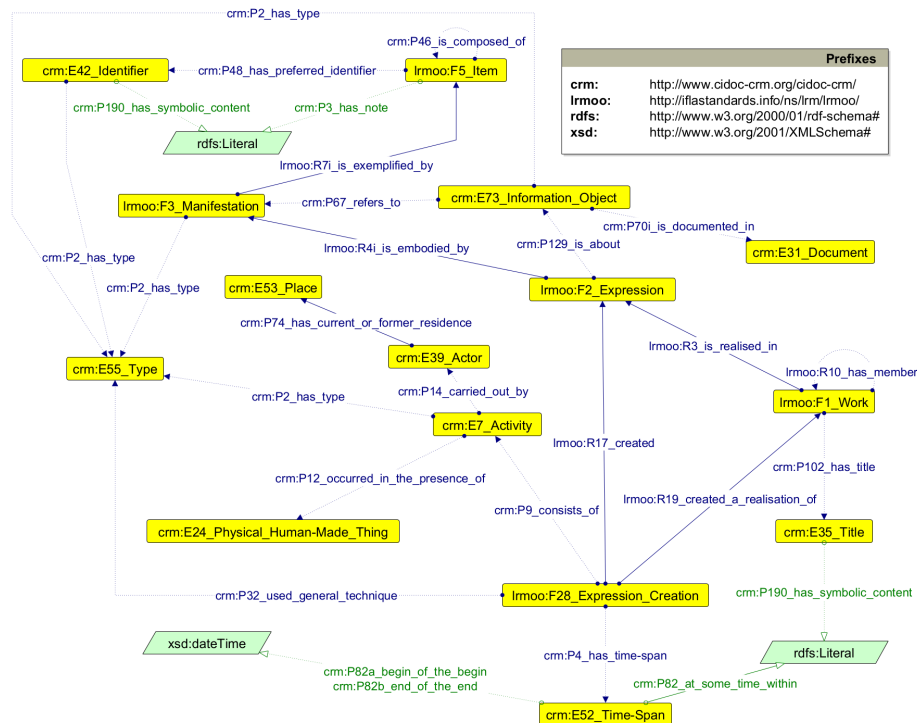 crm:P2_has_type
crm:P46_is_composed_of
crm:E42_Identifier
crm:P48_has_preferred_identifier
lrmoo:F5_Item
Prefixes
crm: http://www.cidoc-crm.org/cidoc-crm/
lrmoo: http://iflastandards.info/ns/lrm/lrmoo/
rdfs: http://www.w3.org/2000/01/rdf-schema#
xsd: http://www.w3.org/2001/XMLSchema#
crm:P190_has_symbolic_content
crm:P3_has_note
rdfs:Literal
lrmoo:R7i_is_exemplified_by
lrmoo:F3_Manifestation
crm:P67_refers_to
crm:E73_Information_Object
crm:P70i_is_documented_in
lrmoo:R4i_is_embodied_by
crm:P129_is_about
crm:E31_Document
crm:P2_has_type
crm:P2_has_type
crm:E53_Place
lrmoo:F2_Expression
crm:P74_has_current_or_former_residence
lrmoo:R3_is_realised_in
crm:E39_Actor
crm:E55_Type
lrmoo:R10_has_member
crm:P2_has_type
crm:P14_carried_out_by
lrmoo:F1_Work
crm:E7_Activity
lrmoo:R17_created
crm:P102_has_title
crm:P12_occurred_in_the_presence_of
lrmoo:R19_created_a_realisation_of
crm:P9_consists_of
crm:E24_Physical_Human-Made_Thing
crm:E35_Title
crm:P32_used_general_technique
lrmoo:F28_Expression_Creation
crm:P190_has_symbolic_content
xsd:dateTime
crm:P4_has_time-span
rdfs:Literal
crm:P82a_begin_of_the_begin
crm:P82b_end_of_the_end
crm:P82_at_some_time_within
crm:E52_Time-Span